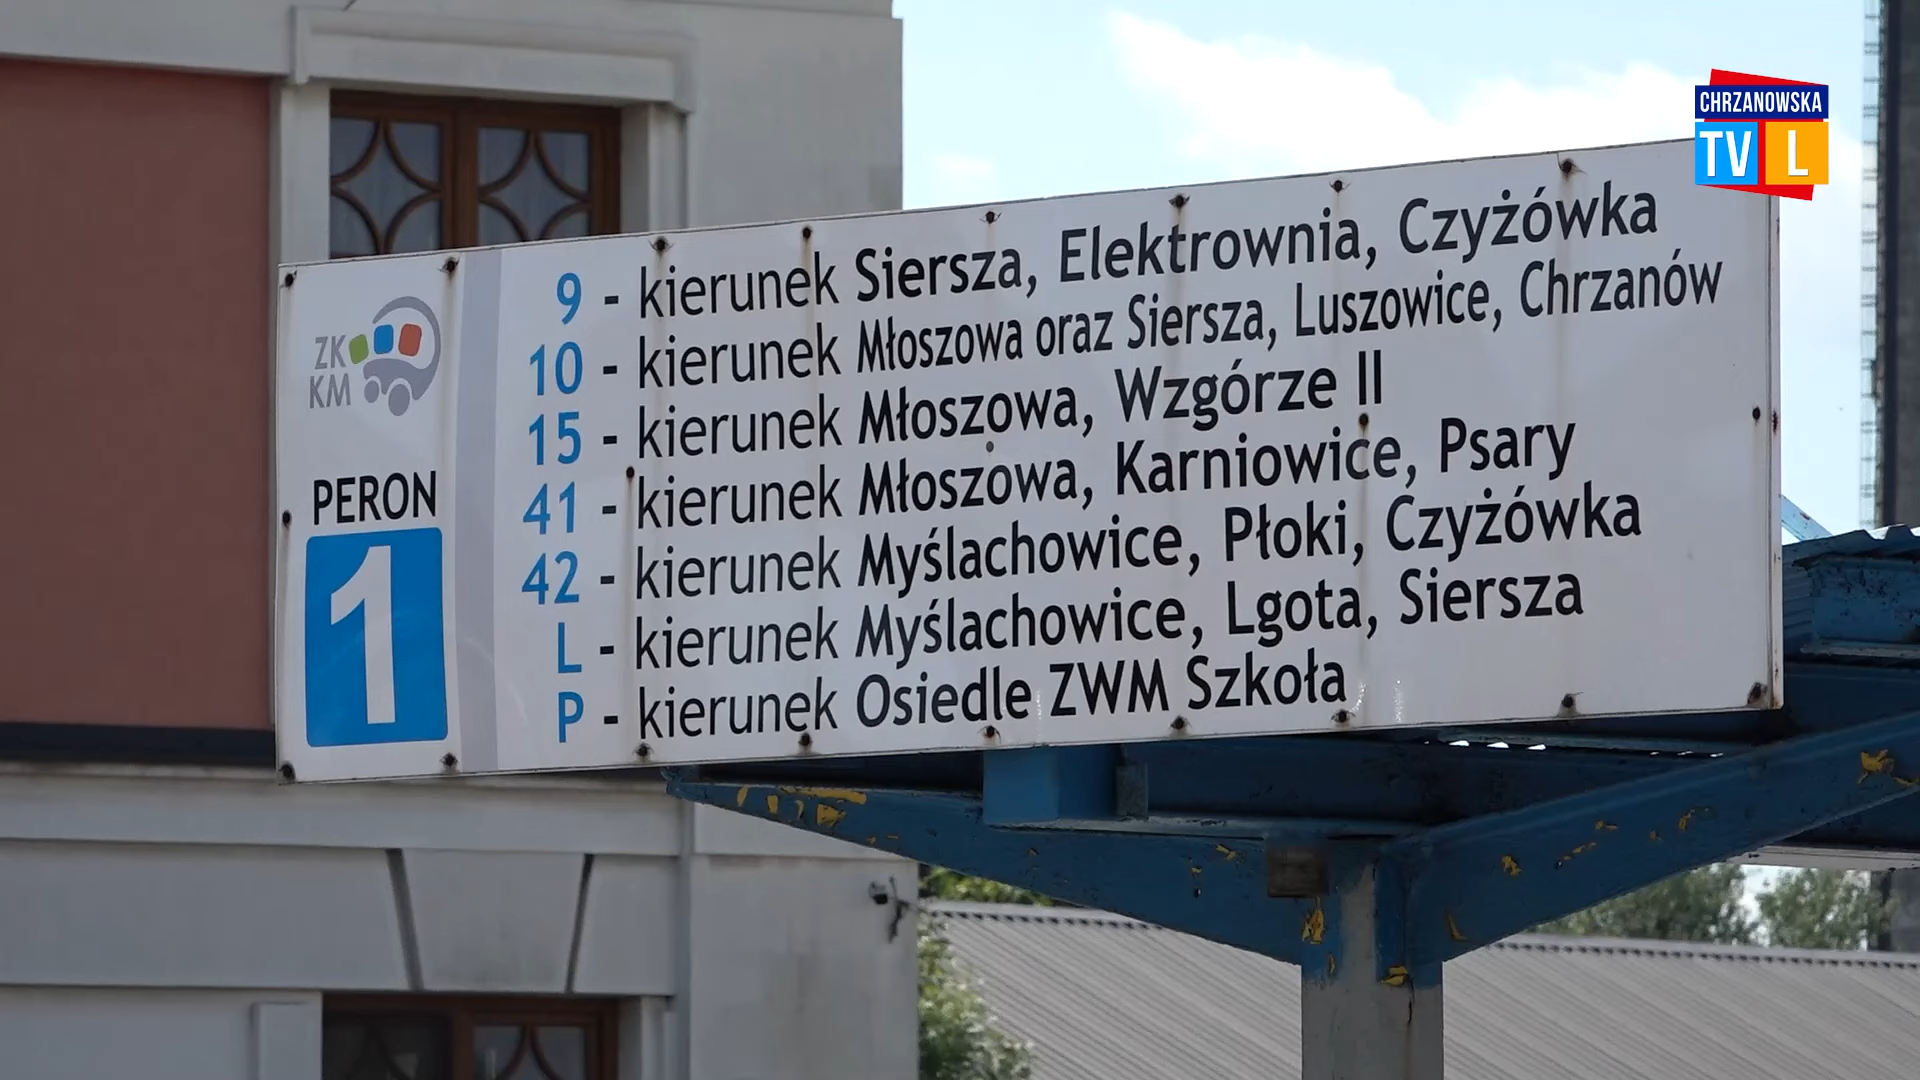 CHRZANOWSKA
TV L
ZK
KM
PERON
1
9 - kierunek Siersza, Elektrownia, Czyżówka
10 - kierunek Młoszowa oraz Siersza, Luszowice, Chrzanów
15 - kierunek Młoszowa, Wzgórze II
41 - kierunek Młoszowa, Karniowice, Psary
42 - kierunek Myślachowice, Płoki, Czyżówka
L - kierunek Myślachowice, Lgota, Siersza
P - kierunek Osiedle ZWM Szkoła